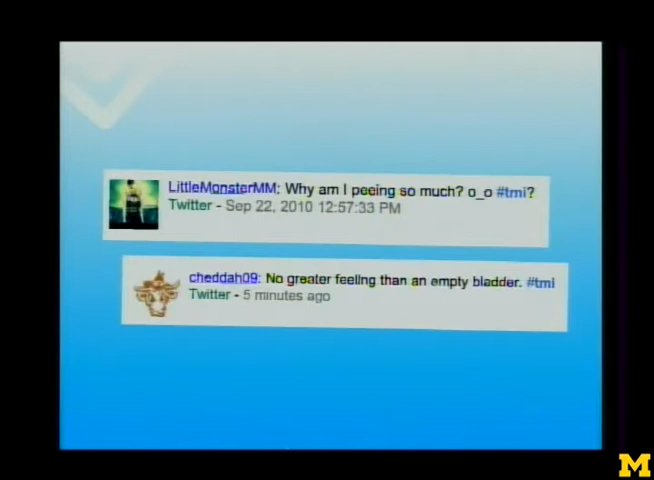 LittleMonsterMM: Why am I peeing so much? o_o #tmi?
Twitter - Sep 22, 2010 12:57:33 PM
cheddah09: No greater feeling than an empty bladder. #tmi
Twitter - 5 minutes ago
M